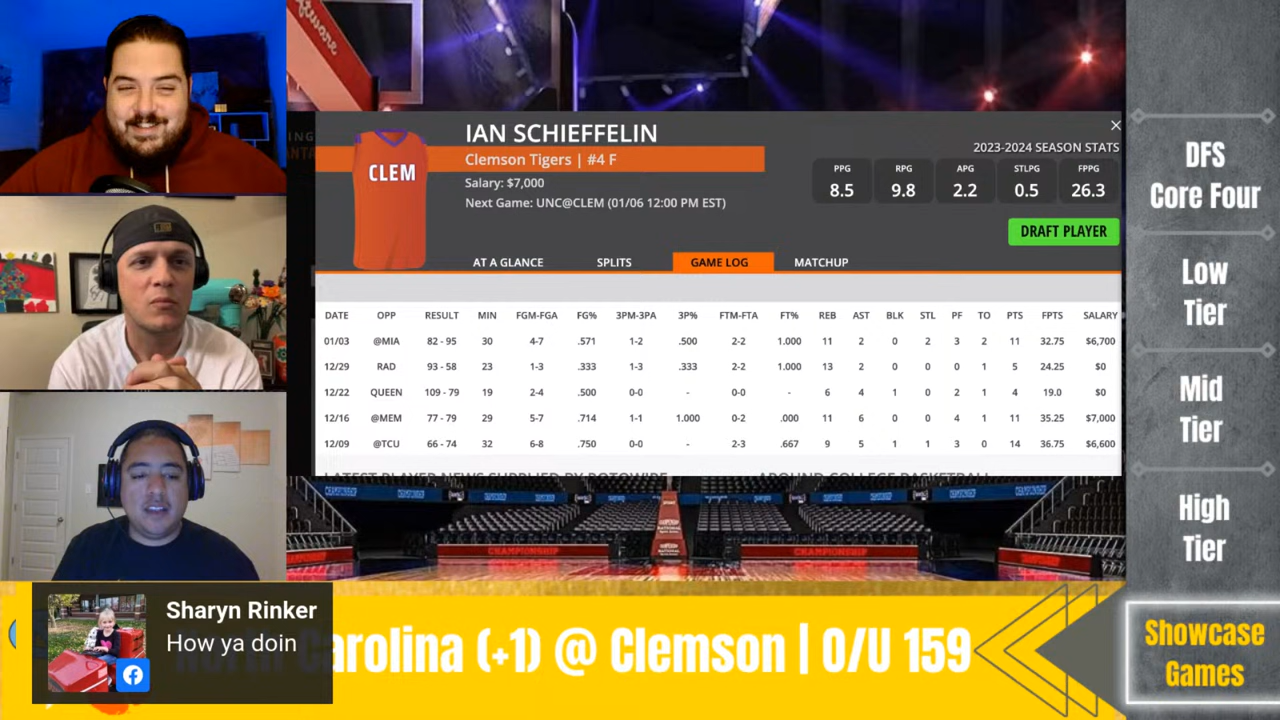 IAN SCHIEFFELIN
Clemson Tigers | #4 F
Salary: $7,000
Next Game: UNC@CLEM (01/06 12:00 PM EST)
CLEM
2023-2024 SEASON STATS
PPG RPG APG STLPG FPPG
8.5 9.8 2.2 0.5 26.3
DRAFT PLAYER
AT A GLANCE SPLITS GAME LOG MATCHUP
DATE OPP RESULT MIN FGM-FGA FG% 3PM-3PA 3P% FTM-FTA FT% REB AST BLK STL PF TO PTS FPTS SALARY
01/03 @MIA 82 - 95 30 4-7 .571 1-2 .500 2-2 1.000 11 2 0 2 3 2 11 32.75 $6,700
12/29 RAD 93 - 58 23 1-3 .333 1-3 .333 2-2 1.000 13 2 0 0 0 1 5 24.25 $0
12/22 QUEEN 109 - 79 19 2-4 .500 0-0 - 0-0 - 6 4 1 0 2 1 4 19.0 $0
12/16 @MEM 77 - 79 29 5-7 .714 1-1 1.000 0-2 .000 11 6 0 0 4 1 11 35.25 $7,000
12/09 @TCU 66 - 74 32 6-8 .750 0-0 - 2-3 .667 9 5 1 1 3 0 14 36.75 $6,600
LATEST PLAYER NEWS SUPPLIED BY ROTOWIRE AROUND COLLEGE BASKETBALL
CHAMPIONSHIP
CHAMPIONSHIP
DFS
Core Four
Low
Tier
Mid
Tier
High
Tier
Showcase
Games
Sharyn Rinker
How ya doin
Carolina (+1) @ Clemson | O/U 159